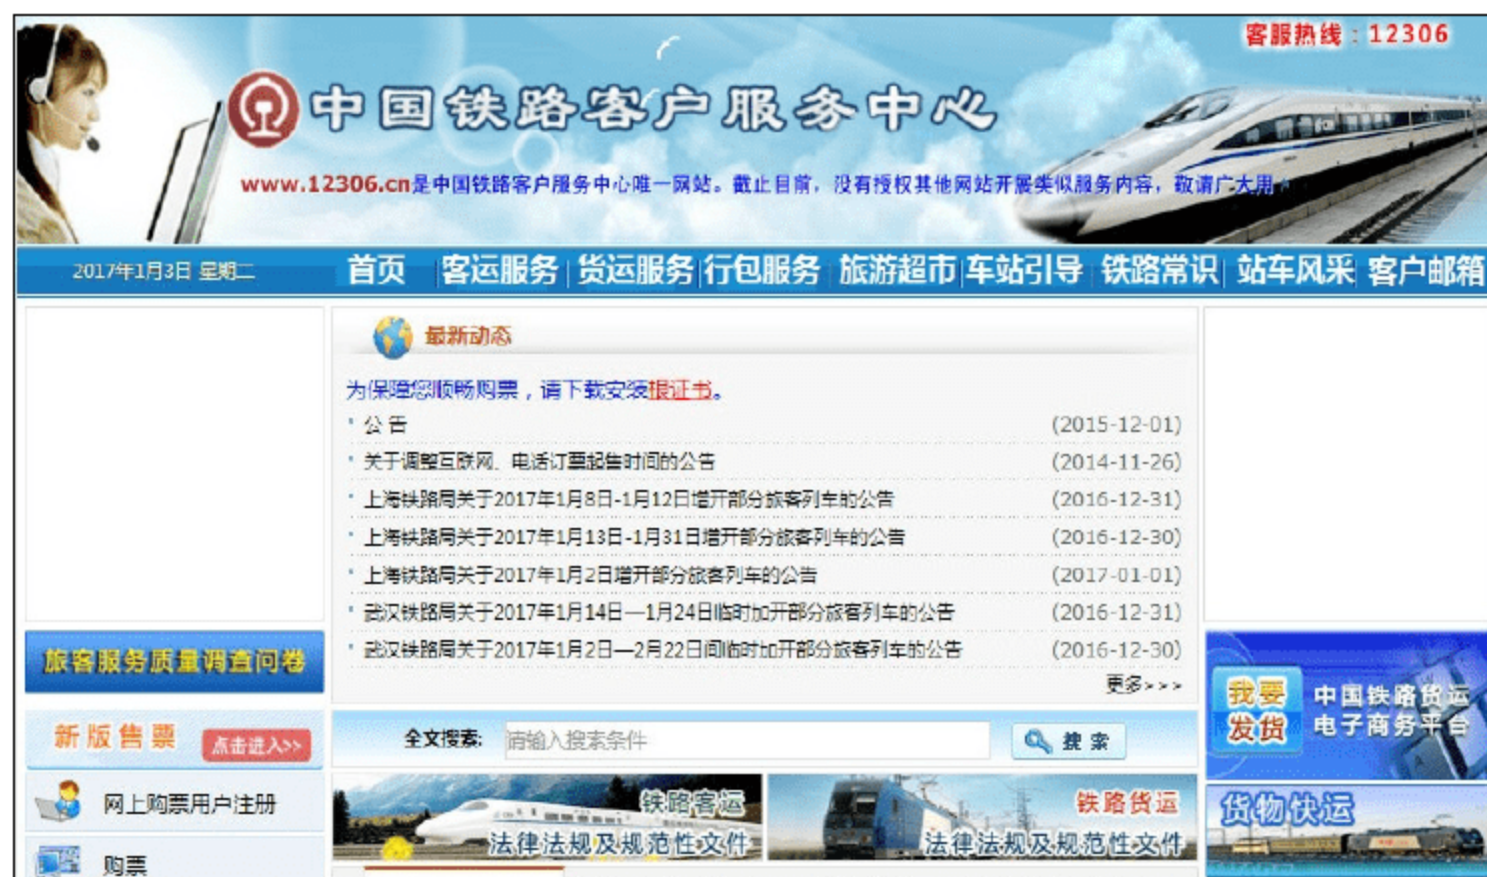 客服热线：12306
中国铁路客户服务中心
www.12306.cn是中国铁路客户服务中心唯一网站。截止目前，没有授权其他网站开展类似服务内容，敬请广大用
2017年1月3日 星期二
首页 客运服务 货运服务 行包服务 旅游超市 车站引导 铁路常识 站车风采 客户邮箱
最新动态
为保障您顺畅购票，请下载安装根证书。
公 告 (2015-12-01)
关于调整互联网、电话订票起售时间的公告 (2014-11-26)
上海铁路局关于2017年1月8日-1月12日增开部分旅客列车的公告 (2016-12-31)
上海铁路局关于2017年1月13日-1月31日增开部分旅客列车的公告 (2016-12-30)
上海铁路局关于2017年1月2日增开部分旅客列车的公告 (2017-01-01)
武汉铁路局关于2017年1月14日—1月24日临时加开部分旅客列车的公告 (2016-12-31)
武汉铁路局关于2017年1月2日—2月22日间临时加开部分旅客列车的公告 (2016-12-30)
更多>>>
旅客服务质量调查问卷
新版售票 点击进入>>
网上购票用户注册
购票
全文搜索: 请输入搜索条件 搜索
铁路客运
法律法规及规范性文件
铁路货运
法律法规及规范性文件
我要
发货
中国铁路货运
电子商务平台
货物快运